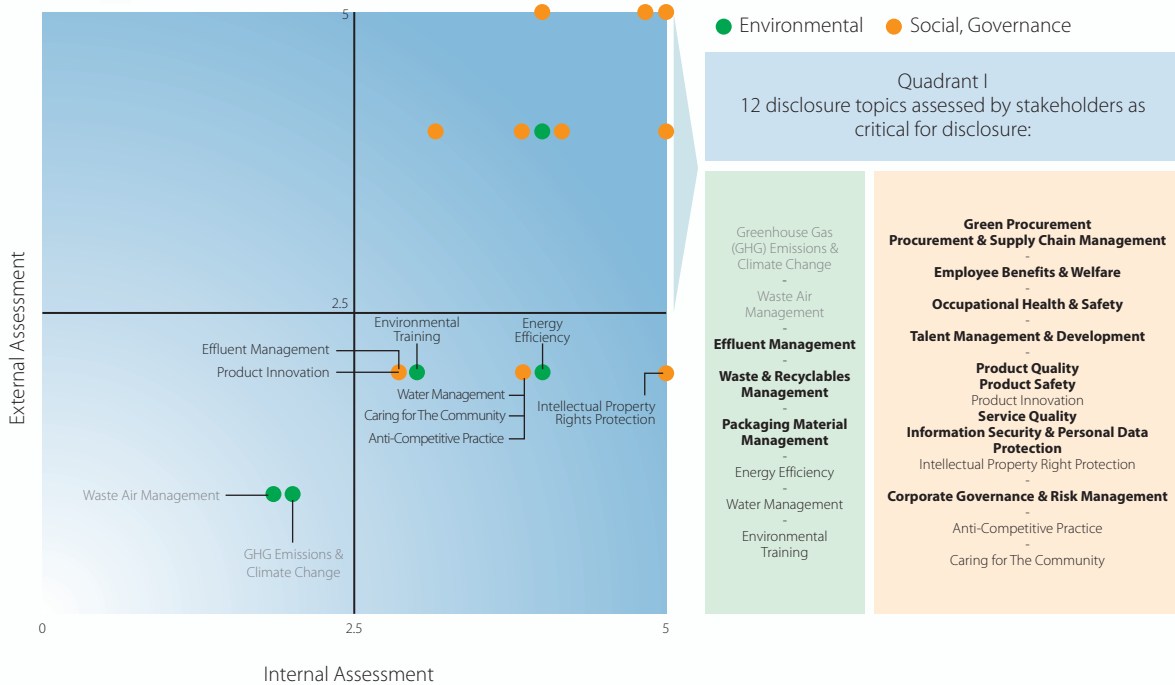 5
2.5
0
2.5
5
External Assessment
Internal Assessment
Effluent Management
Product Innovation
Environmental
Training
Energy
Efficiency
Water Management
Caring for The Community
Anti-Competitive Practice
Intellectual Property
Rights Protection
Waste Air Management
GHG Emissions &
Climate Change
Environmental
Social, Governance
Quadrant I
12 disclosure topics assessed by stakeholders as
critical for disclosure:
Greenhouse Gas
(GHG) Emissions &
Climate Change
-
Waste Air
Management
-
Effluent Management
-
Waste & Recyclables
Management
-
Packaging Material
Management
-
Energy Efficiency
-
Water Management
-
Environmental
Training
Green Procurement
Procurement & Supply Chain Management
-
Employee Benefits & Welfare
-
Occupational Health & Safety
-
Talent Management & Development
-
Product Quality
Product Safety
Product Innovation
Service Quality
Information Security & Personal Data
Protection
Intellectual Property Right Protection
-
Corporate Governance & Risk Management
-
Anti-Competitive Practice
-
Caring for The Community